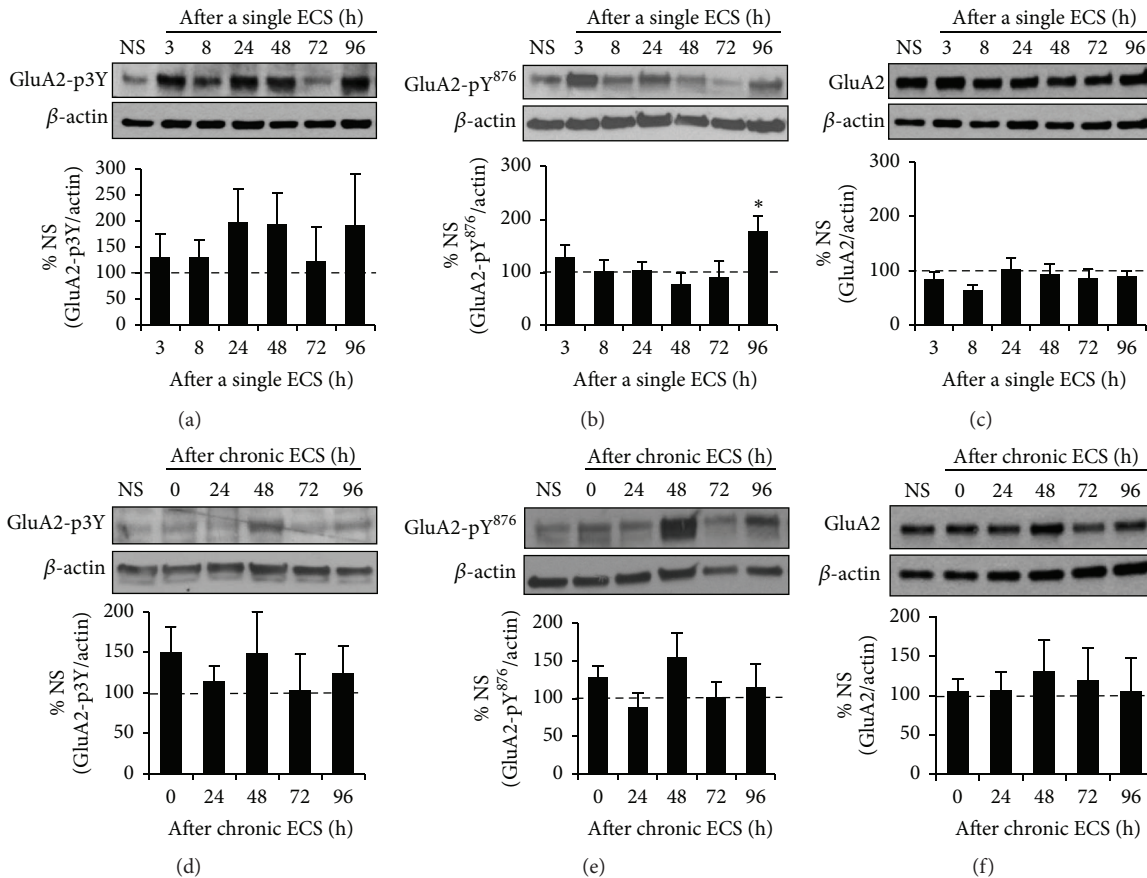 After a single ECS (h)
NS 3 8 24 48 72 96
GluA2-p3Y
β-actin
300
250
200
150
100
50
0
% NS
(GluA2-p3Y/actin)
3 8 24 48 72 96
After a single ECS (h)
(a)
After a single ECS (h)
NS 3 8 24 48 72 96
GluA2-pY⁸⁷⁶
β-actin
300
200
100
0
% NS
(GluA2-pY⁸⁷⁶/actin)
*
3 8 24 48 72 96
After a single ECS (h)
(b)
After a single ECS (h)
NS 3 8 24 48 72 96
GluA2
β-actin
300
200
100
0
% NS
(GluA2/actin)
3 8 24 48 72 96
After a single ECS (h)
(c)
After chronic ECS (h)
NS 0 24 48 72 96
GluA2-p3Y
β-actin
200
150
100
50
0
% NS
(GluA2-p3Y/actin)
0 24 48 72 96
After chronic ECS (h)
(d)
After chronic ECS (h)
NS 0 24 48 72 96
GluA2-pY⁸⁷⁶
β-actin
200
150
100
50
0
% NS
(GluA2-pY⁸⁷⁶/actin)
0 24 48 72 96
After chronic ECS (h)
(e)
After chronic ECS (h)
NS 0 24 48 72 96
GluA2
β-actin
200
150
100
50
0
% NS
(GluA2/actin)
0 24 48 72 96
After chronic ECS (h)
(f)